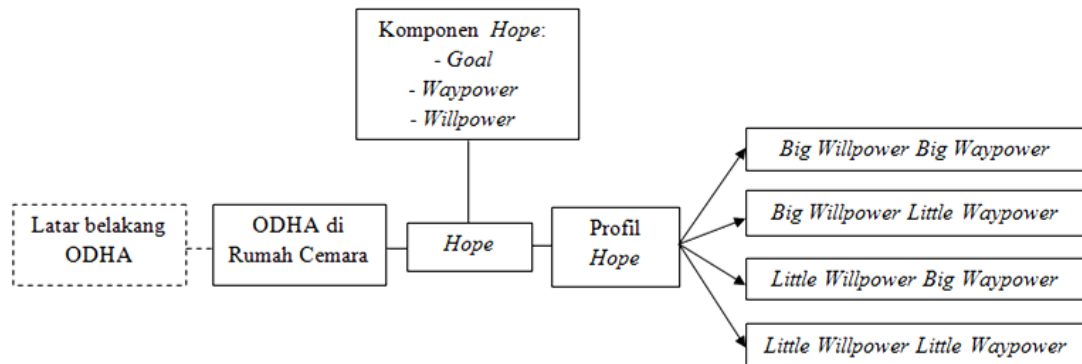 Komponen Hope:
- Goal
- Waypower
- Willpower
Latar belakang
ODHA
ODHA di
Rumah Cemara
Hope
Profil
Hope
Big Willpower Big Waypower
Big Willpower Little Waypower
Little Willpower Big Waypower
Little Willpower Little Waypower